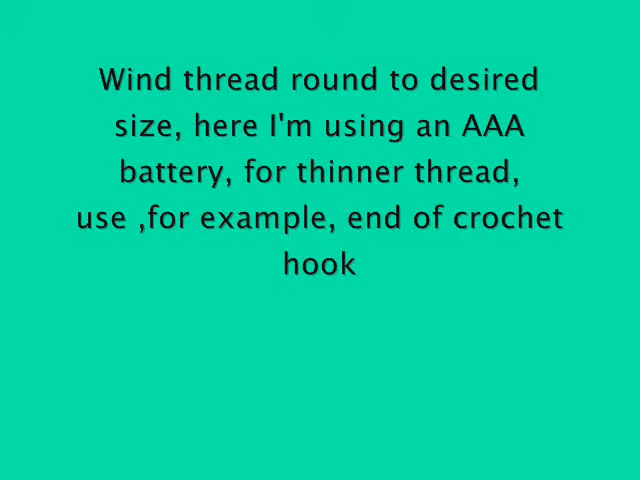 Wind thread round to desired
size, here I'm using an AAA
battery, for thinner thread,
use ,for example, end of crochet
hook